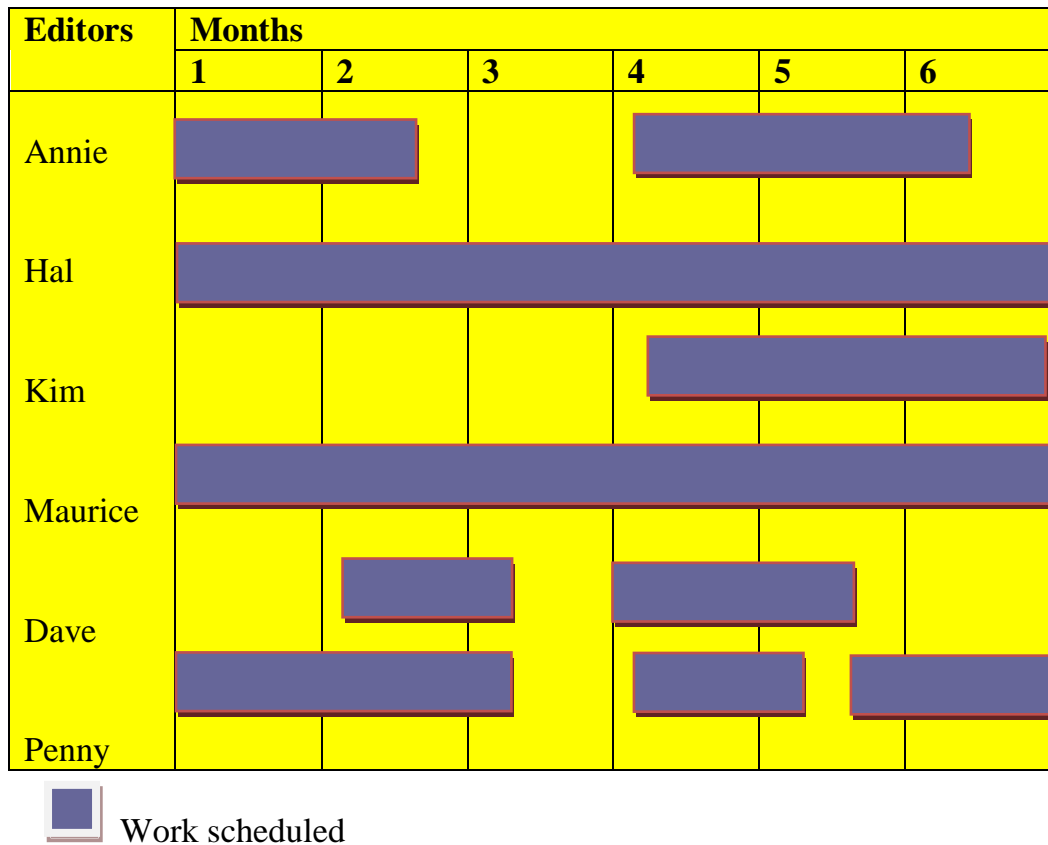 Editors Months
1 2 3 4 5 6
Annie
Hal
Kim
Maurice
Dave
Penny
Work scheduled